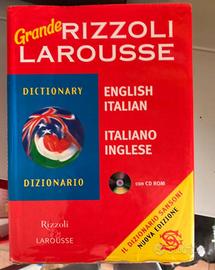 Grande RIZZOLI
LAROUSSE
DICTIONARY
ENGLISH
ITALIAN
ITALIANO
INGLESE
DIZIONARIO
con CD ROM
Rizzoli
LAROUSSE
IL DIZIONARIO SANSONI
NUOVA EDIZIONE